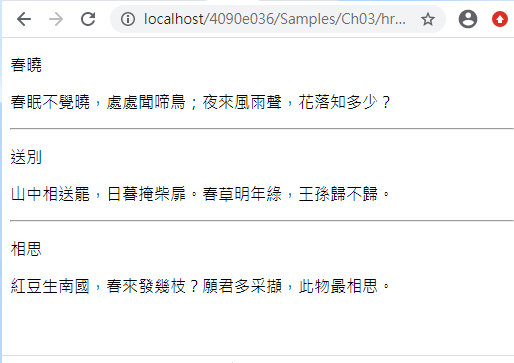 localhost/4090e036/Samples/Ch03/hr...
春曉
春眠不覺曉，處處聞啼鳥；夜來風雨聲，花落知多少？
送別
山中相送罷，日暮掩柴扉。春草明年綠，王孫歸不歸。
相思
紅豆生南國，春來發幾枝？願君多采擷，此物最相思。